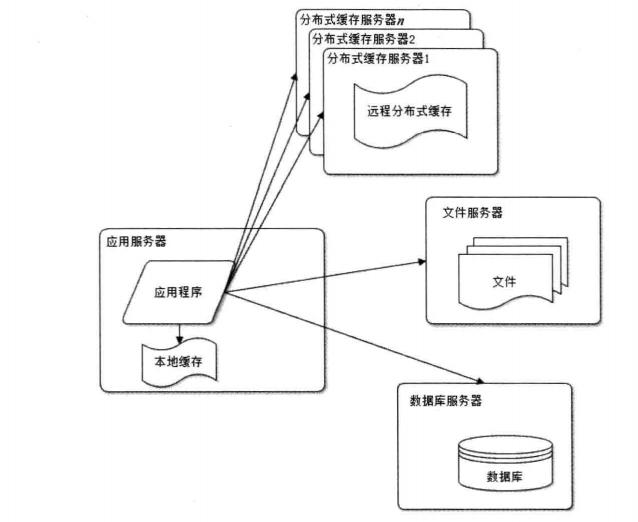 分布式缓存服务器n
分布式缓存服务器2
分布式缓存服务器1
远程分布式缓存
文件服务器
应用服务器
文件
应用程序
本地缓存
数据库服务器
数据库